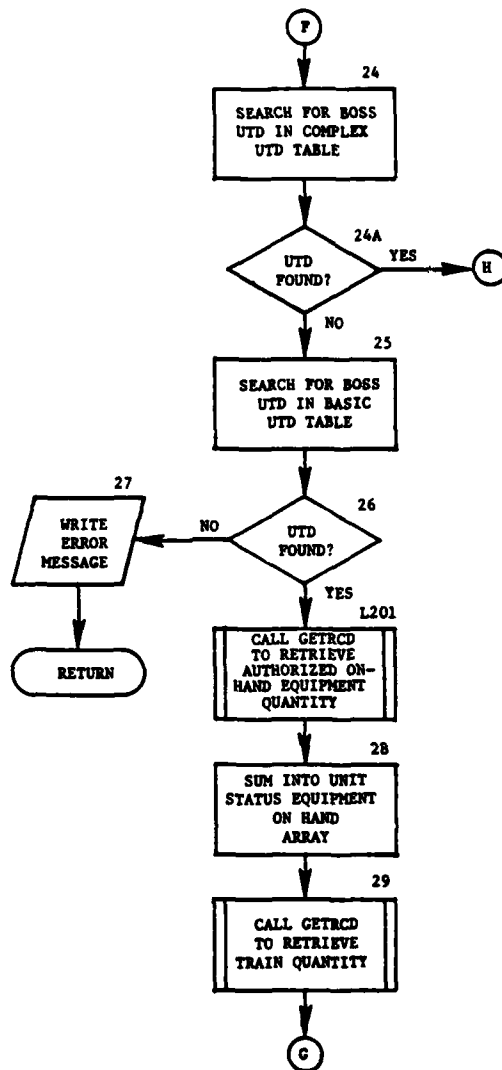 F
24
SEARCH FOR BOSS
UTD IN COMPLEX
UTD TABLE
24A
UTD
FOUND?
YES
H
NO
25
SEARCH FOR BOSS
UTD IN BASIC
UTD TABLE
27
WRITE
ERROR
MESSAGE
NO
26
UTD
FOUND?
RETURN
YES
L201
CALL GETRCD
TO RETRIEVE
AUTHORIZED ON-
HAND EQUIPMENT
QUANTITY
28
SUM INTO UNIT
STATUS EQUIPMENT
ON HAND
ARRAY
29
CALL GETRCD
TO RETRIEVE
TRAIN QUANTITY
G